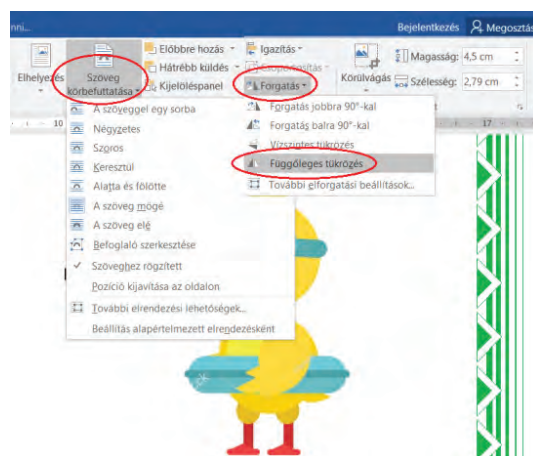 nni...
Bejelentkezés Megosztás
Elhelyezés
Szöveg körbefuttatása
Előbbre hozás
Hátrébb küldés
Kijelöléspanel
Igazítás
Csoportosítás
Forgatás
Körülvágás
Magasság: 4,5 cm
Szélesség: 2,79 cm
10
17
A szöveggel egy sorba
Négyzetes
Szoros
Keresztül
Alatta és fölötte
A szöveg mögé
A szöveg elé
Befoglaló szerkesztése
Szöveghez rögzített
Pozíció kijavítása az oldalon
További elrendezési lehetőségek...
Beállítás alapértelmezett elrendezésként
Forgatás jobbra 90°-kal
Forgatás balra 90°-kal
Vízszintes tükrözés
Függőleges tükrözés
További elforgatási beállítások...